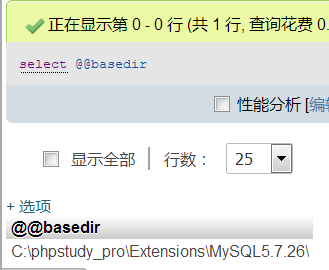 正在显示第 0 - 0 行 (共 1 行, 查询花费 0.
select @@basedir
性能分析 [编辑
显示全部 行数： 25
+ 选项
@@basedir
C:\phpstudy_pro\Extensions\MySQL5.7.26\